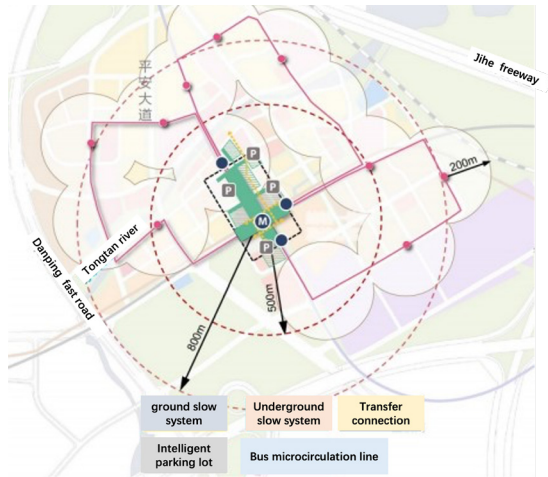 Jihe freeway
平安大道
P
P
P
M
P
200m
Tongtan river
Danping fast road
500m
800m
ground slow
system
Underground
slow system
Transfer
connection
Intelligent
parking lot
Bus microcirculation line